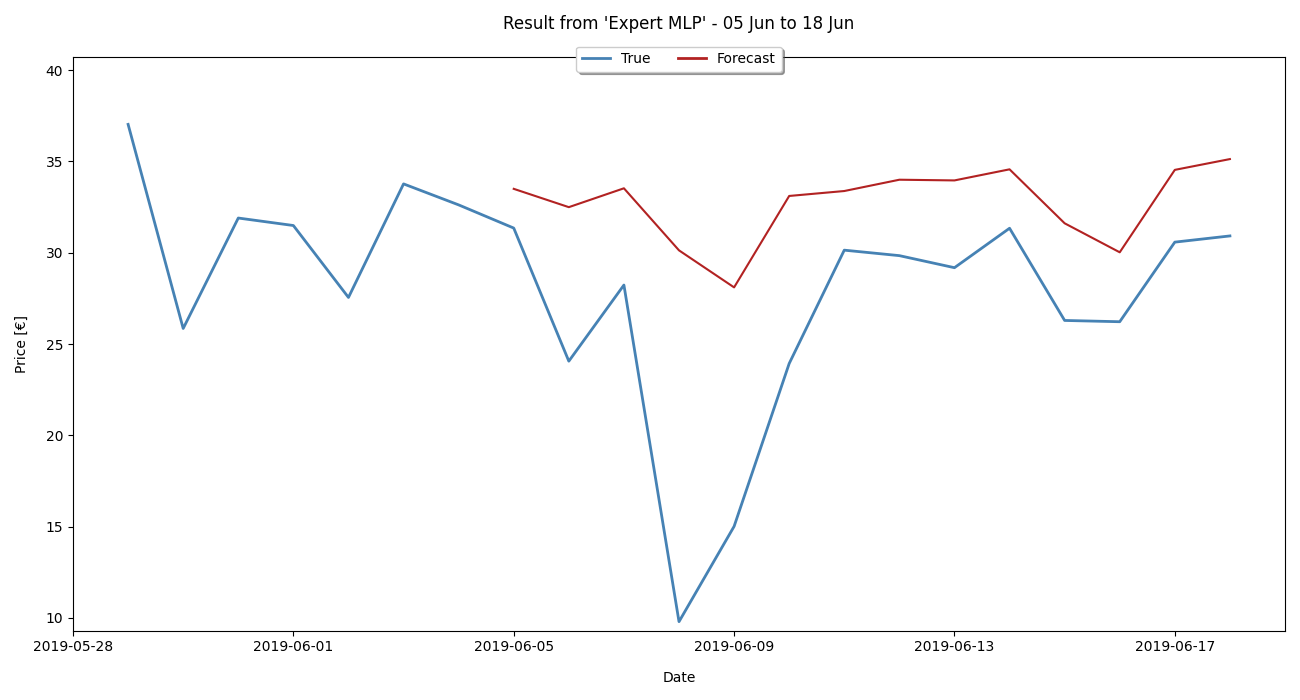 Result from 'Expert MLP' - 05 Jun to 18 Jun
True Forecast
40
35
30
25
20
15
10
Price [€]
2019-05-28 2019-06-01 2019-06-05 2019-06-09 2019-06-13 2019-06-17
Date